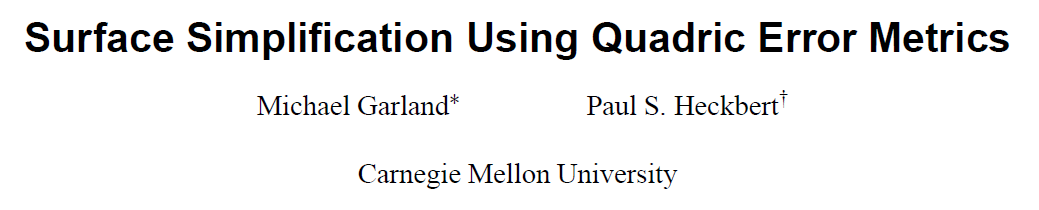 Surface Simplification Using Quadric Error Metrics
Michael Garland* Paul S. Heckbert†
Carnegie Mellon University